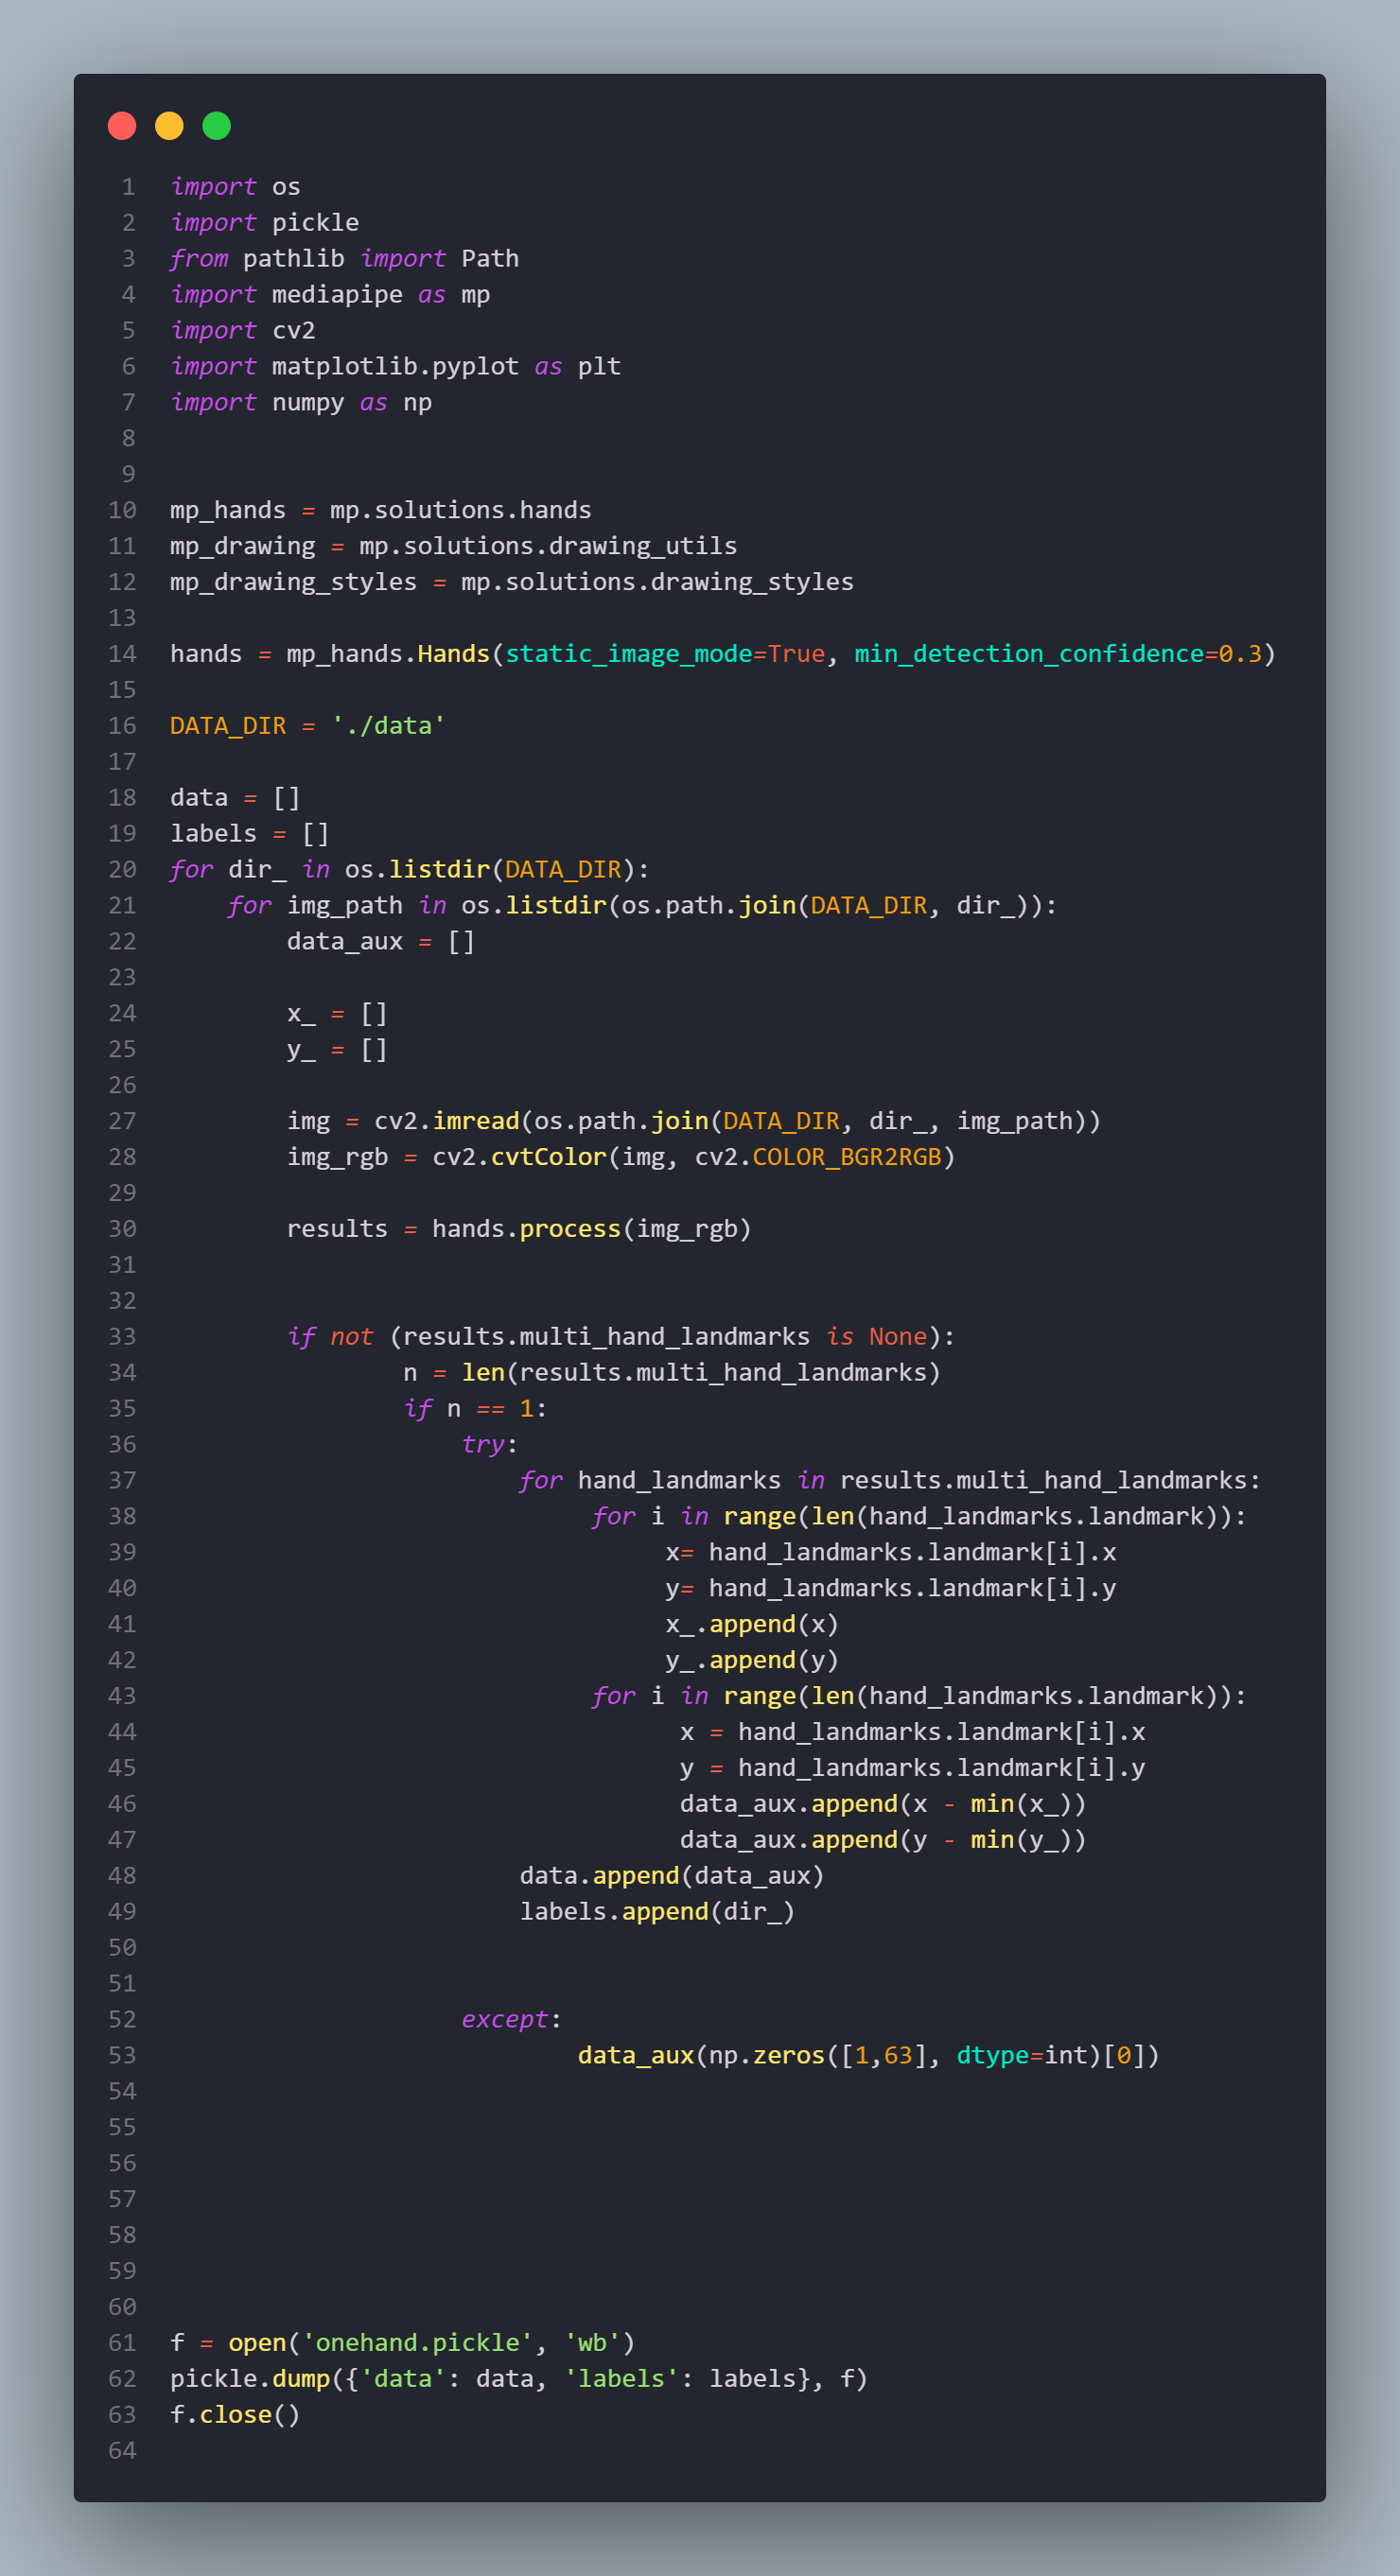 1 import os
2 import pickle
3 from pathlib import Path
4 import mediapipe as mp
5 import cv2
6 import matplotlib.pyplot as plt
7 import numpy as np
8
9
10 mp_hands = mp.solutions.hands
11 mp_drawing = mp.solutions.drawing_utils
12 mp_drawing_styles = mp.solutions.drawing_styles
13
14 hands = mp_hands.Hands(static_image_mode=True, min_detection_confidence=0.3)
15
16 DATA_DIR = './data'
17
18 data = []
19 labels = []
20 for dir_ in os.listdir(DATA_DIR):
21     for img_path in os.listdir(os.path.join(DATA_DIR, dir_)):
22         data_aux = []
23
24         x_ = []
25         y_ = []
26
27         img = cv2.imread(os.path.join(DATA_DIR, dir_, img_path))
28         img_rgb = cv2.cvtColor(img, cv2.COLOR_BGR2RGB)
29
30         results = hands.process(img_rgb)
31
32
33         if not (results.multi_hand_landmarks is None):
34                 n = len(results.multi_hand_landmarks)
35                 if n == 1:
36                     try:
37                         for hand_landmarks in results.multi_hand_landmarks:
38                              for i in range(len(hand_landmarks.landmark)):
39                                   x= hand_landmarks.landmark[i].x
40                                   y= hand_landmarks.landmark[i].y
41                                   x_.append(x)
42                                   y_.append(y)
43                              for i in range(len(hand_landmarks.landmark)):
44                                    x = hand_landmarks.landmark[i].x
45                                    y = hand_landmarks.landmark[i].y
46                                    data_aux.append(x - min(x_))
47                                    data_aux.append(y - min(y_))
48                         data.append(data_aux)
49                         labels.append(dir_)
50
51
52                     except:
53                             data_aux(np.zeros([1,63], dtype=int)[0])
54
55
56
57
58
59
60
61 f = open('onehand.pickle', 'wb')
62 pickle.dump({'data': data, 'labels': labels}, f)
63 f.close()
64